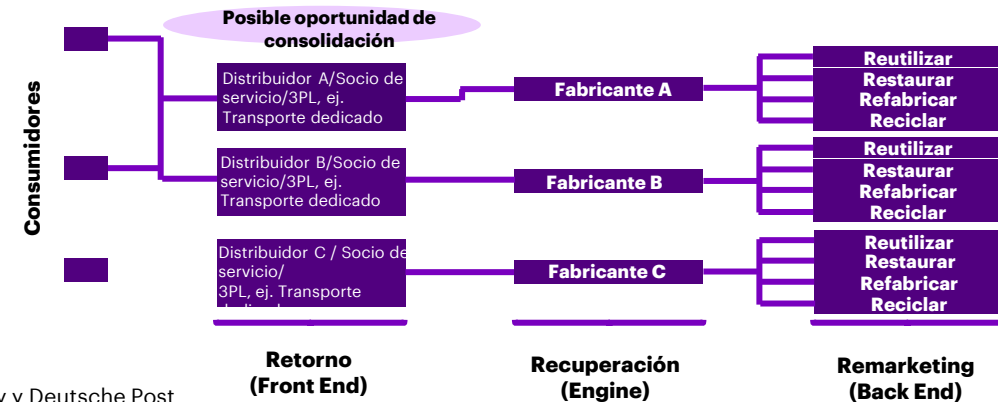 Posible oportunidad de
consolidación
Consumidores
Distribuidor A/Socio de
servicio/3PL, ej.
Transporte dedicado
Fabricante A
Reutilizar
Restaurar
Refabricar
Reciclar
Distribuidor B/Socio de
servicio/3PL, ej.
Transporte dedicado
Fabricante B
Reutilizar
Restaurar
Refabricar
Reciclar
Distribuidor C / Socio de
servicio/
3PL, ej. Transporte
Fabricante C
Reutilizar
Restaurar
Refabricar
Reciclar
Retorno
(Front End)
Recuperación
(Engine)
Remarketing
(Back End)
y Deutsche Post